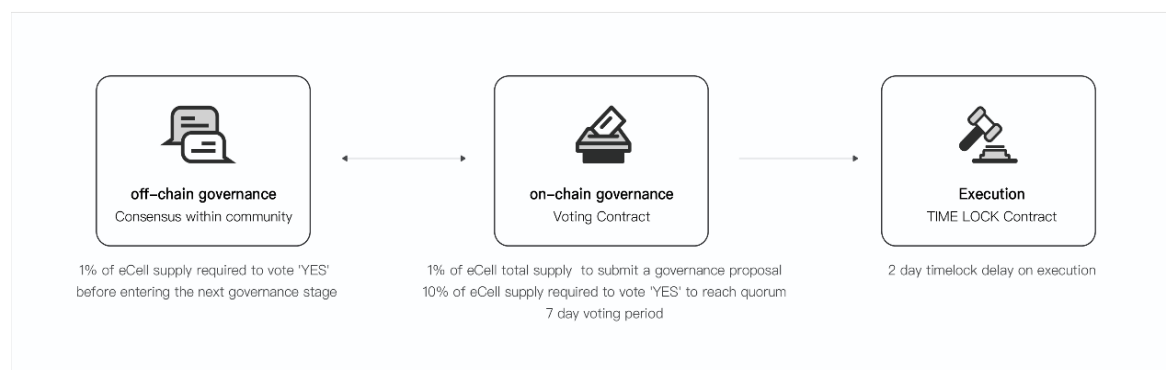 off-chain governance
Consensus within community
1% of eCell supply required to vote 'YES'
before entering the next governance stage
on-chain governance
Voting Contract
1% of eCell total supply to submit a governance proposal
10% of eCell supply required to vote 'YES' to reach quorum
7 day voting period
Execution
TIME LOCK Contract
2 day timelock delay on execution